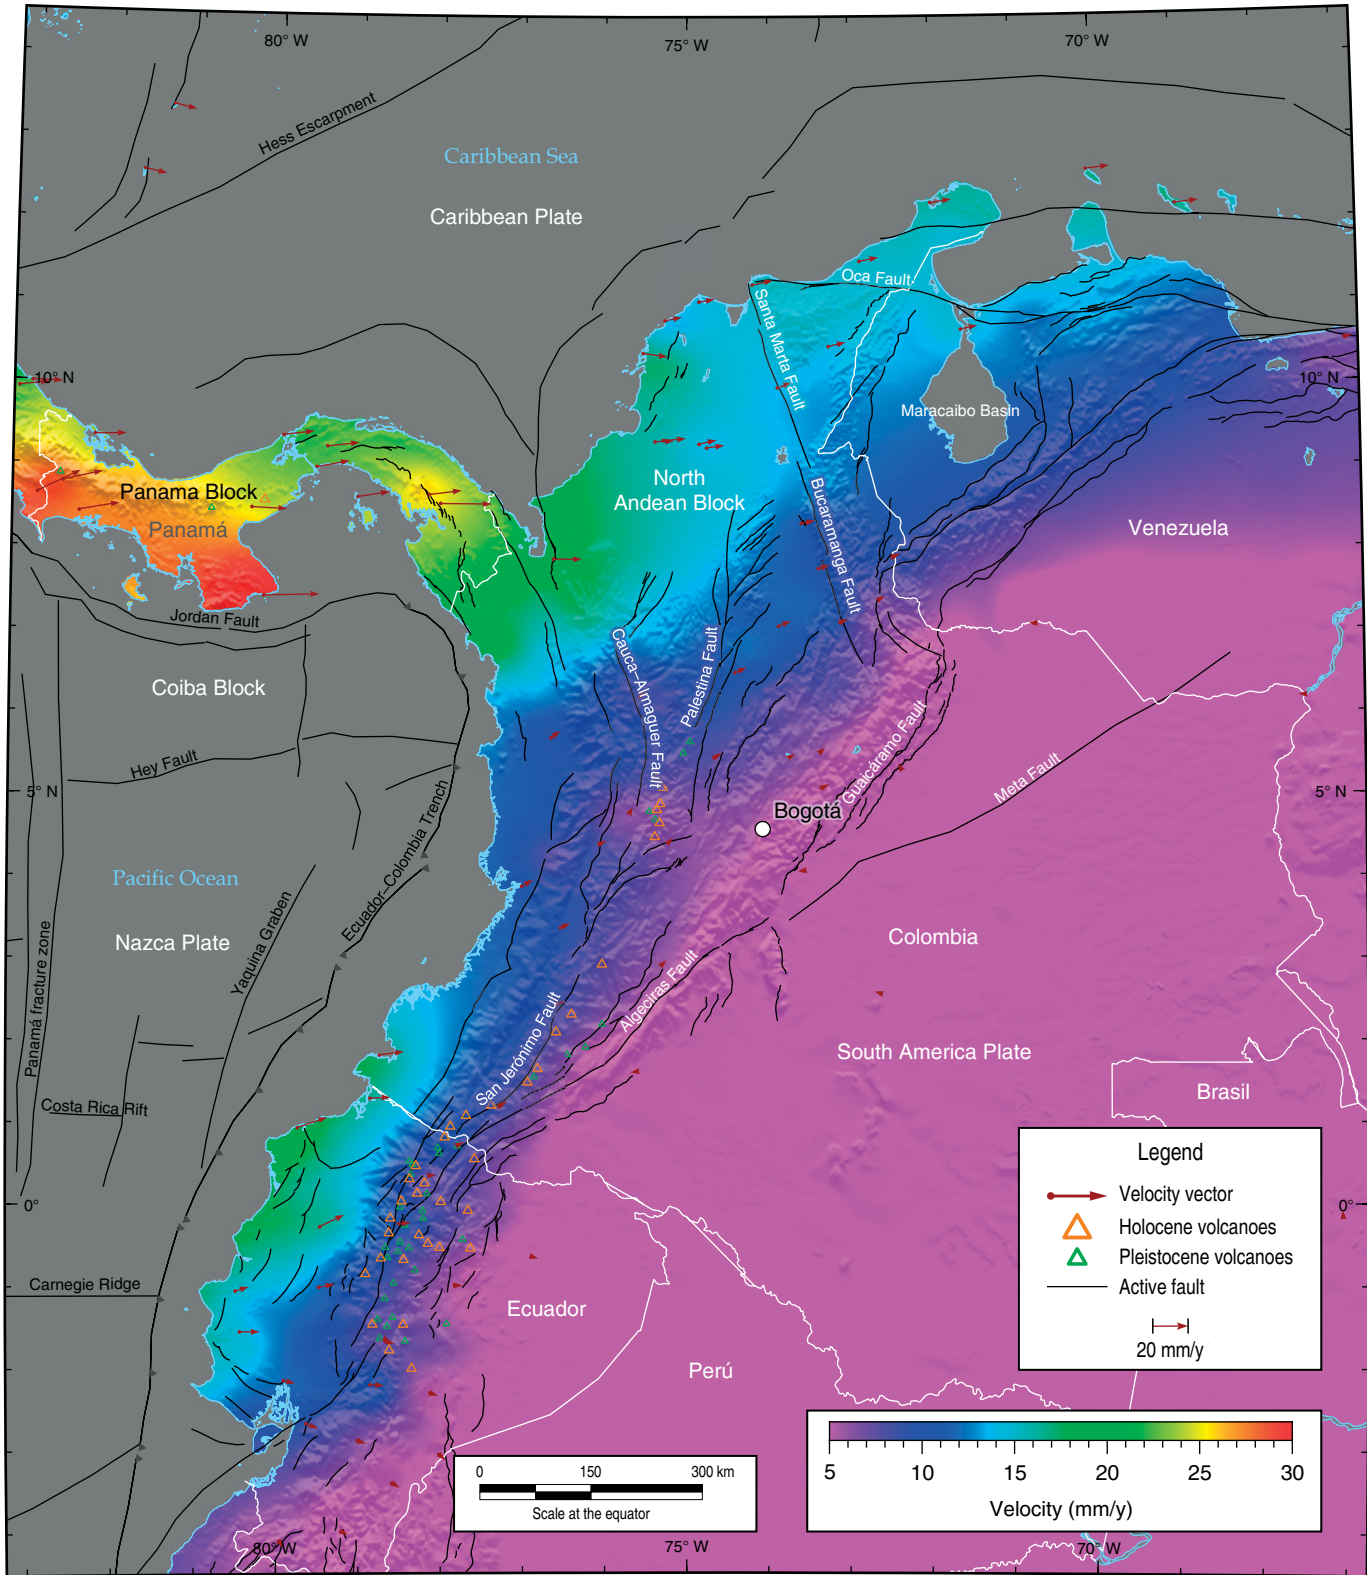 80° W
75° W
70° W
Hess Escarpment
Caribbean Sea
Caribbean Plate
Oca Fault
Santa Marta Fault
10° N
10° N
Maracaibo Basin
North
Andean Block
Panama Block
Panamá
Bucaramanga Fault
Venezuela
Jordan Fault
Cauca–Almaguer Fault
Palestina Fault
Coiba Block
Guaicáramo Fault
Hey Fault
Meta Fault
5° N
5° N
Bogotá
Ecuador–Colombia Trench
Pacific Ocean
Nazca Plate
Yaquina Graben
Panamá fracture zone
Colombia
Algeciras Fault
San Jerónimo Fault
South America Plate
Brasil
Costa Rica Rift
Legend
Velocity vector
Holocene volcanoes
Pleistocene volcanoes
Active fault
20 mm/y
0°
0°
Carnegie Ridge
Ecuador
Perú
0 150 300 km
Scale at the equator
5 10 15 20 25 30
Velocity (mm/y)
80° W
75° W
70° W